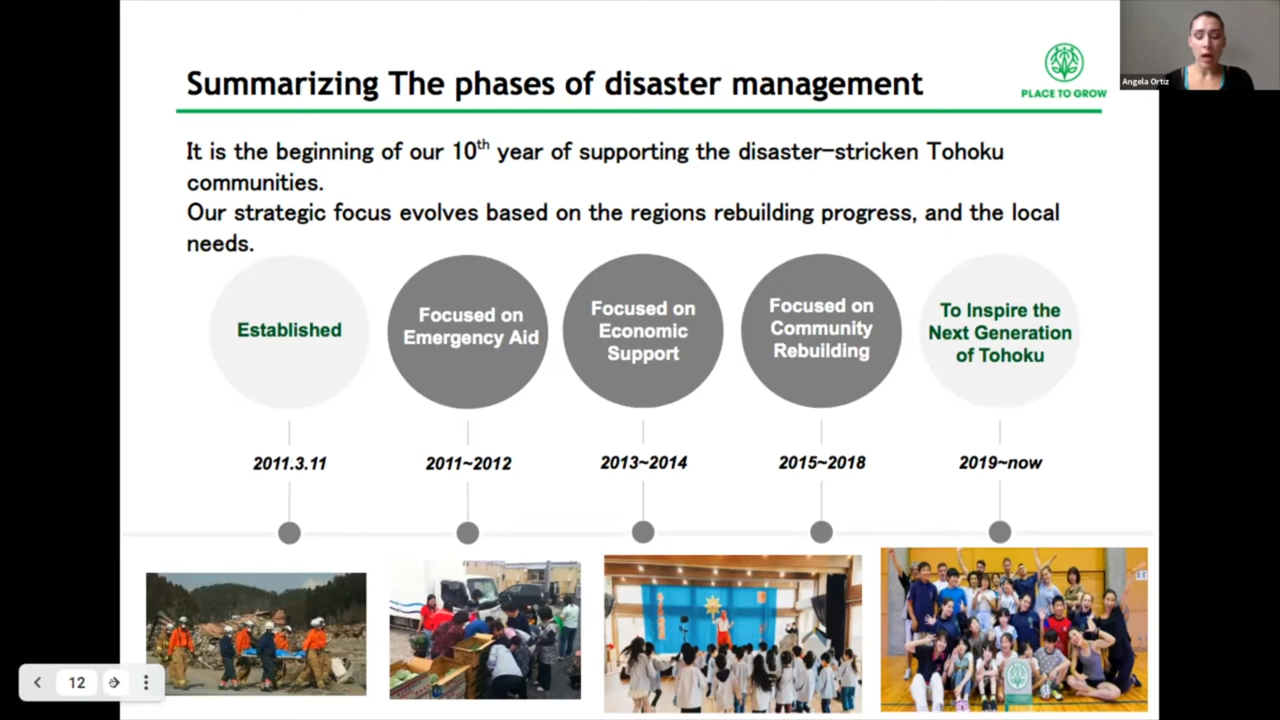 Summarizing The phases of disaster management
PLACE TO GROW
Angela Ortiz
It is the beginning of our 10th year of supporting the disaster-stricken Tohoku
communities.
Our strategic focus evolves based on the regions rebuilding progress, and the local
needs.
Established
Focused on
Emergency Aid
Focused on
Economic
Support
Focused on
Community
Rebuilding
To Inspire the
Next Generation
of Tohoku
2011.3.11
2011~2012
2013~2014
2015~2018
2019~now
12